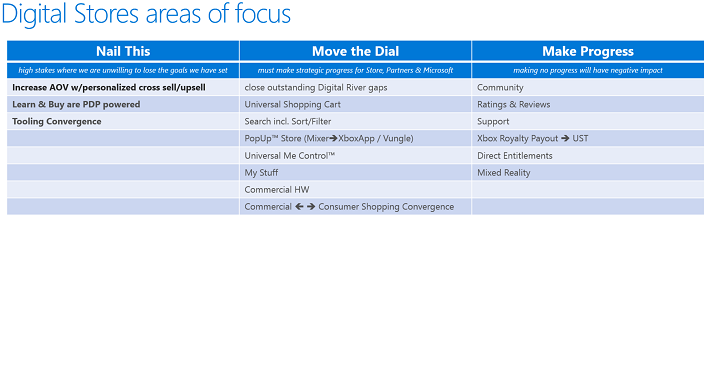 Digital Stores areas of focus
Nail This Move the Dial Make Progress
high stakes where we are unwilling to lose the goals we have set must make strategic progress for Store, Partners & Microsoft making no progress will have negative impact
Increase AOV w/personalized cross sell/upsell close outstanding Digital River gaps Community
Learn & Buy are PDP powered Universal Shopping Cart Ratings & Reviews
Tooling Convergence Search incl. Sort/Filter Support
PopUp™ Store (Mixer➔XboxApp / Vungle) Xbox Royalty Payout ➔ UST
Universal Me Control™ Direct Entitlements
My Stuff Mixed Reality
Commercial HW
Commercial 🡸 ➔ Consumer Shopping Convergence